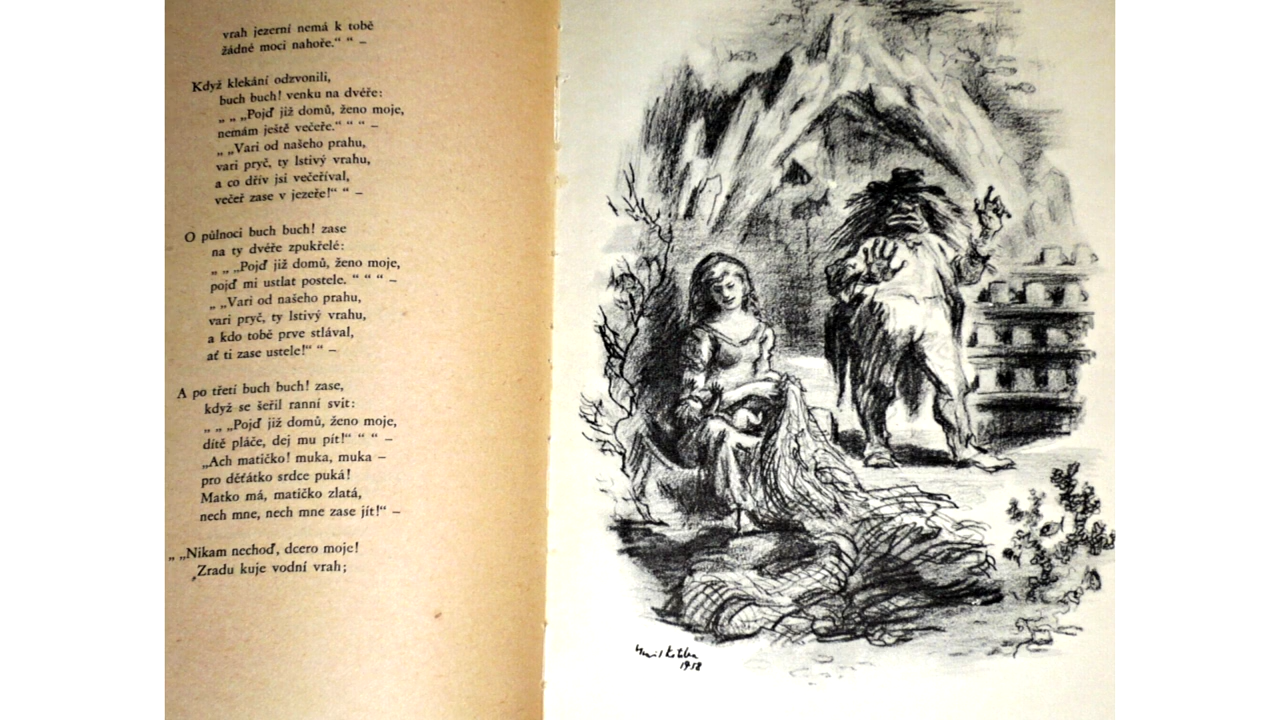 vrah jezerní nemá k tobě
žádné moci nahoře.“ “ –
Když klekání odzvonili,
buch buch! venku na dvéře:
„ „ „Pojď již domů, ženo moje,
nemám ještě večeře.“ “ “ –
„ „Vari od našeho prahu,
vari pryč, ty lstivý vrahu,
a co dřív jsi večeříval,
večeř zase v jezeře!“ “ –
O půlnoci buch buch! zase
na ty dvéře zpukřelé:
„ „ „Pojď již domů, ženo moje,
pojď mi ustlat postele. “ “ “ –
„ „Vari od našeho prahu,
vari pryč, ty lstivý vrahu,
a kdo tobě prve stlával,
ať ti zase ustele!“ “ –
A po třetí buch buch! zase,
když se šeřil ranní svit:
„ „ „Pojď již domů, ženo moje,
dítě pláče, dej mu pít!“ “ “ –
„Ach matičko! muka, muka –
pro děťátko srdce puká!
Matko má, matičko zlatá,
nech mne, nech mne zase jít!“ –
„ „Nikam nechoď, dcero moje!
Zradu kuje vodní vrah;
1958